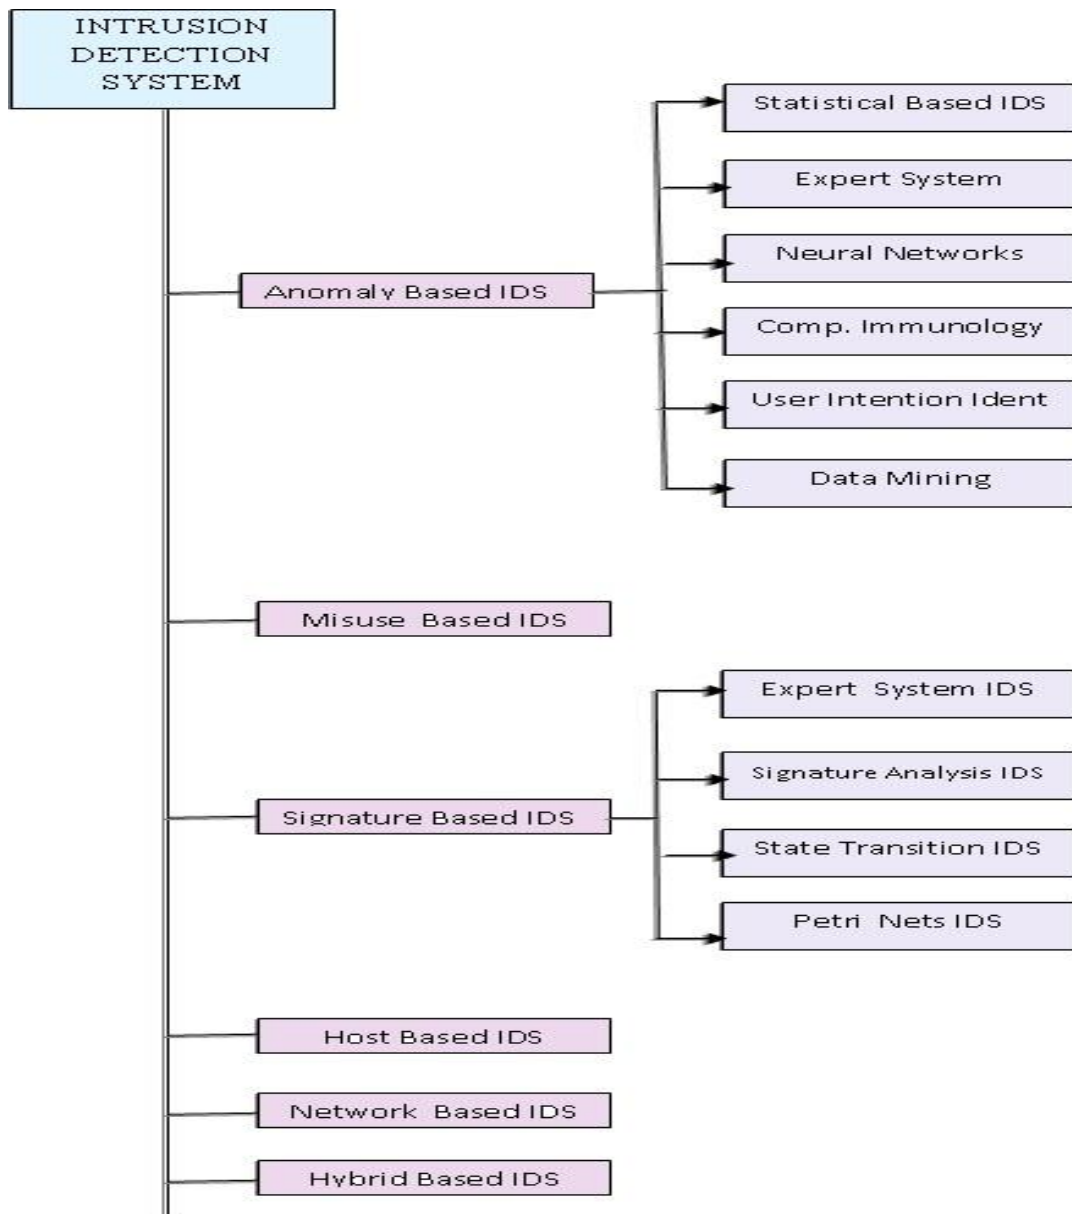 INTRUSION
DETECTION
SYSTEM
Statistical Based IDS
Expert System
Neural Networks
Anomaly Based IDS
Comp. Immunology
User Intention Ident
Data Mining
Misuse Based IDS
Expert System IDS
Signature Analysis IDS
Signature Based IDS
State Transition IDS
Petri Nets IDS
Host Based IDS
Network Based IDS
Hybrid Based IDS